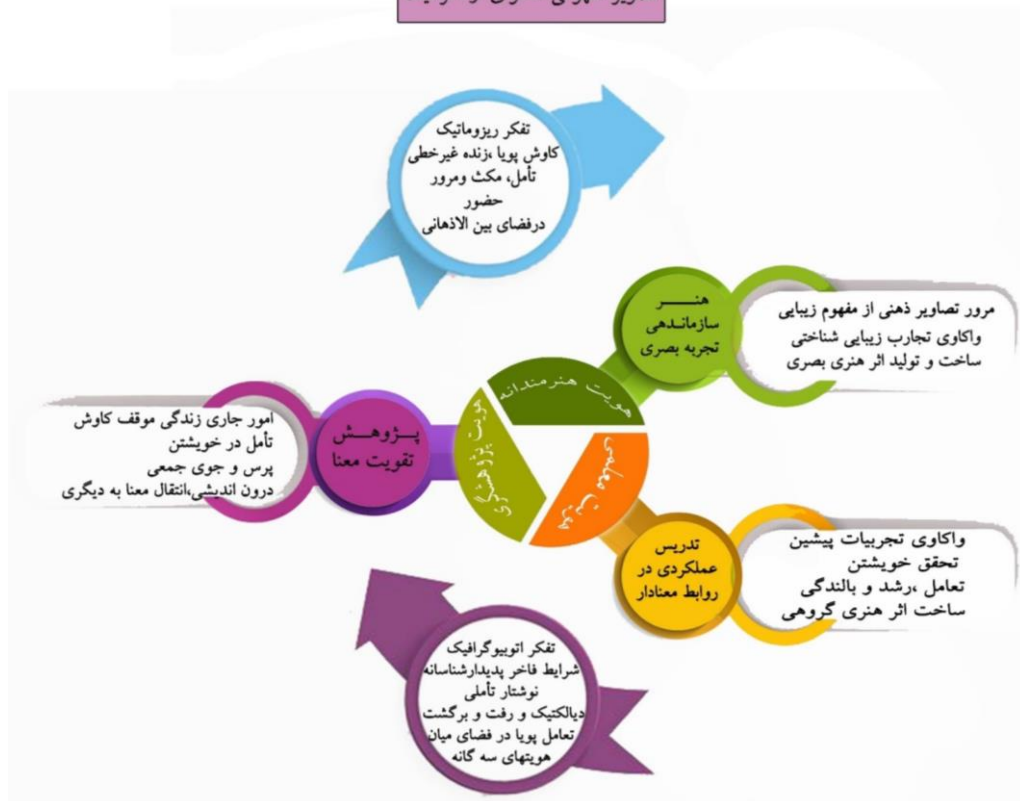 تفکر ریزوماتیک
کاوش پویا ،زنده غیرخطی
تأمل، مکث ومرور
حضور
درفضای بین الاذهانی
هنـــــر
سازمانـدهی
تجربه بصری
مرور تصاویر ذهنی از مفهوم زیبایی
واکاوی تجارب زیبایی شناختی
ساخت و تولید اثر هنری بصری
هویت هنرمندانه
هویت پژوهشگری
هویت معلمی
پــژوهــش
تقویت معنا
امور جاری زندگی موقف کاوش
تأمل در خویشتن
پرس و جوی جمعی
درون اندیشی،انتقال معنا به دیگری
تدریس
عملکردی در
روابط معنادار
واکاوی تجربیات پیشین
تحقق خویشتن
تعامل ،رشد و بالندگی
ساخت اثر هنری گروهی
تفکر اتوبیوگرافیک
شرایط فاخر پدیدارشناسانه
نوشتار تأملی
دیالکتیک و رفت و برگشت
تعامل پویا در فضای میان
هویتهای سه گانه